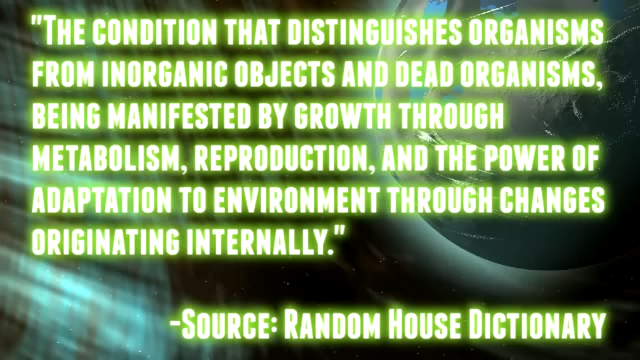 "The condition that distinguishes organisms
from inorganic objects and dead organisms,
being manifested by growth through
metabolism, reproduction, and the power of
adaptation to environment through changes
originating internally."
-Source: Random House Dictionary